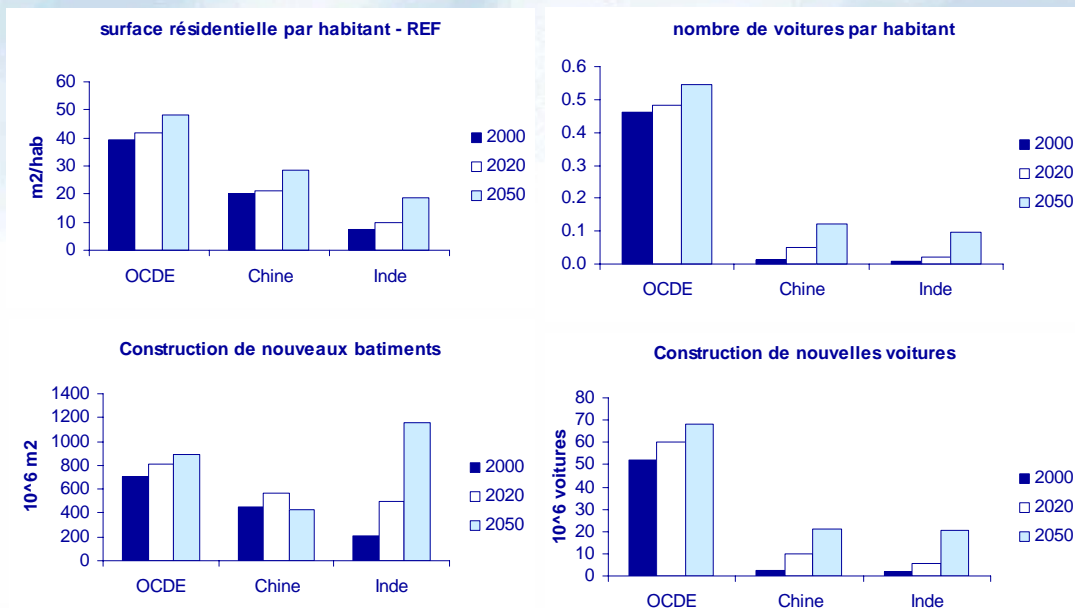 surface résidentielle par habitant - REF
60
50
40
30
20
10
0
m2/hab
OCDE
Chine
Inde
2000
2020
2050
nombre de voitures par habitant
0.6
0.5
0.4
0.3
0.2
0.1
0.0
OCDE
Chine
Inde
2000
2020
2050
Construction de nouveaux batiments
1400
1200
1000
800
600
400
200
0
10^6 m2
OCDE
Chine
Inde
2000
2020
2050
Construction de nouvelles voitures
80
70
60
50
40
30
20
10
0
10^6 voitures
OCDE
Chine
Inde
2000
2020
2050